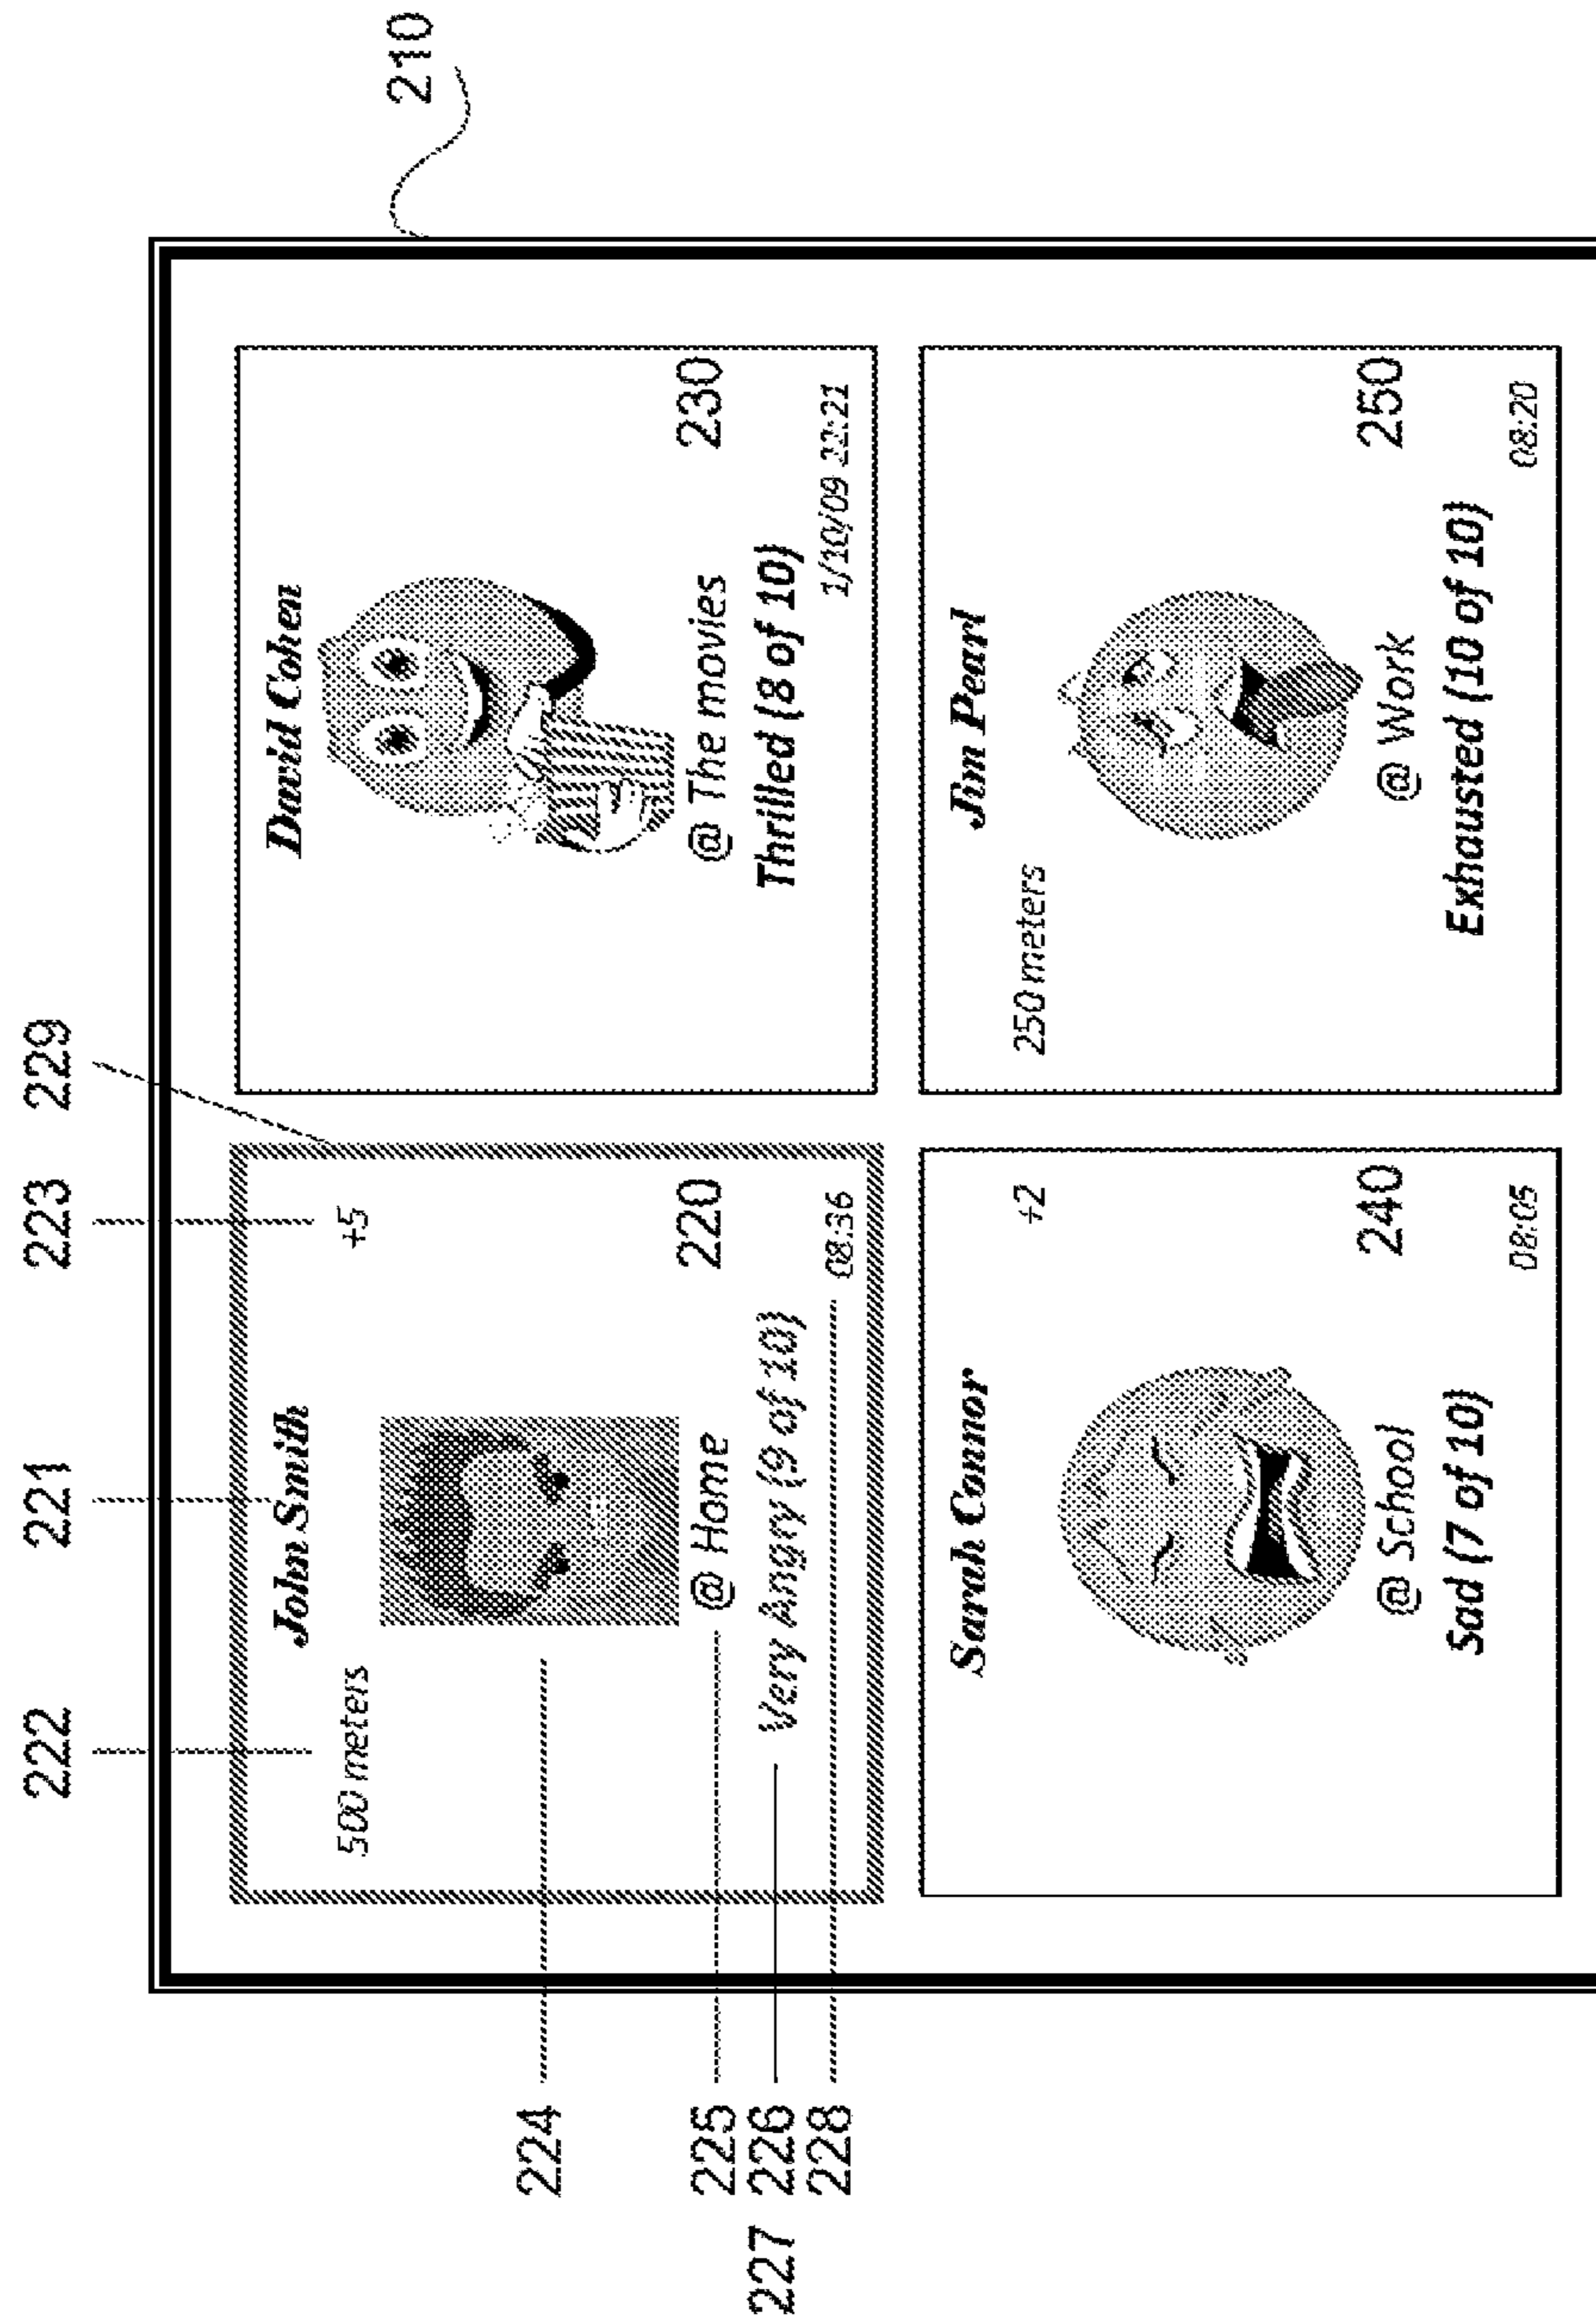 222
221
223
229
210
John Smith
500 meters
+5
@ Home
220
Very Angry (9 of 10)
08:36
David Cohen
@ The movies
230
Thrilled (8 of 10)
1/10/09 22:21
224
225
227 226
228
Sarah Connor
+2
@ School
240
Sad (7 of 10)
08:05
Jim Pearl
250 meters
@ Work
250
Exhausted (10 of 10)
08:20